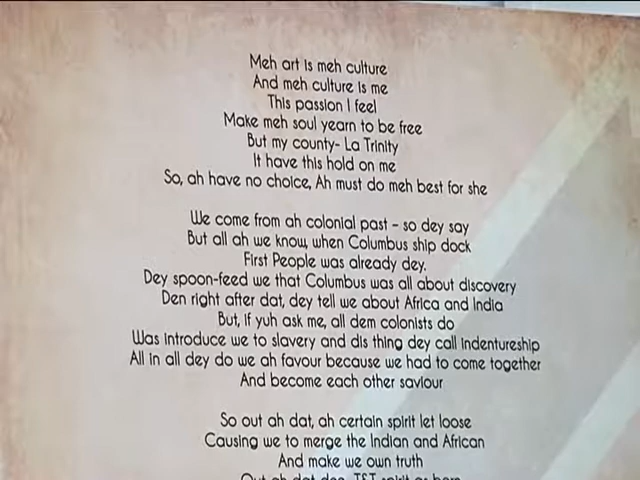 Meh art is meh culture
And meh culture is me
This passion I feel
Make meh soul yearn to be free
But my county- La Trinity
It have this hold on me
So, ah have no choice, Ah must do meh best for she
We come from ah colonial past – so dey say
But all ah we know, when Columbus ship dock
First People was already dey.
Dey spoon-feed we that Columbus was all about discovery
Den right after dat, dey tell we about Africa and India
But, if yuh ask me, all dem colonists do
Was introduce we to slavery and dis thing dey call indentureship
All in all dey do we ah favour because we had to come together
And become each other saviour
So out ah dat, ah certain spirit let loose
Causing we to merge the Indian and African
And make we own truth
Out ah dat den, T&T spirit